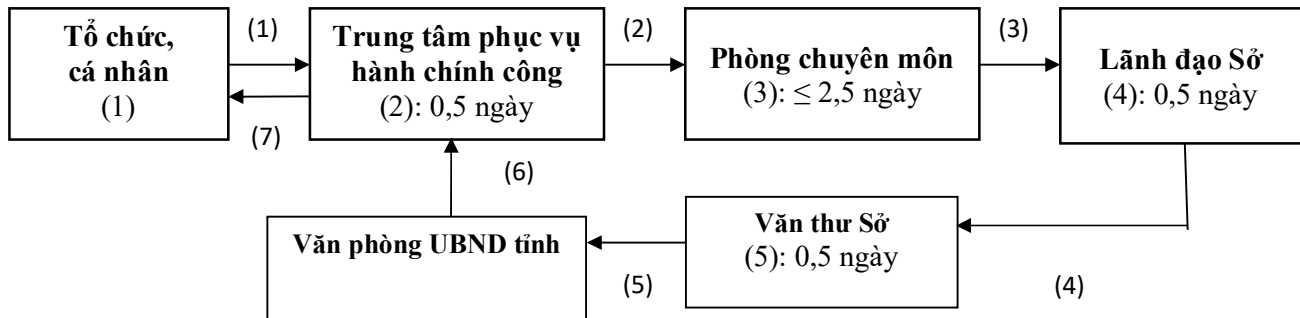 Tổ chức,
cá nhân
(1)
(1)
Trung tâm phục vụ
hành chính công
(2): 0,5 ngày
(2)
Phòng chuyên môn
(3): ≤ 2,5 ngày
(3)
Lãnh đạo Sở
(4): 0,5 ngày
(7)
(6)
Văn phòng UBND tỉnh
(5)
Văn thư Sở
(5): 0,5 ngày
(4)